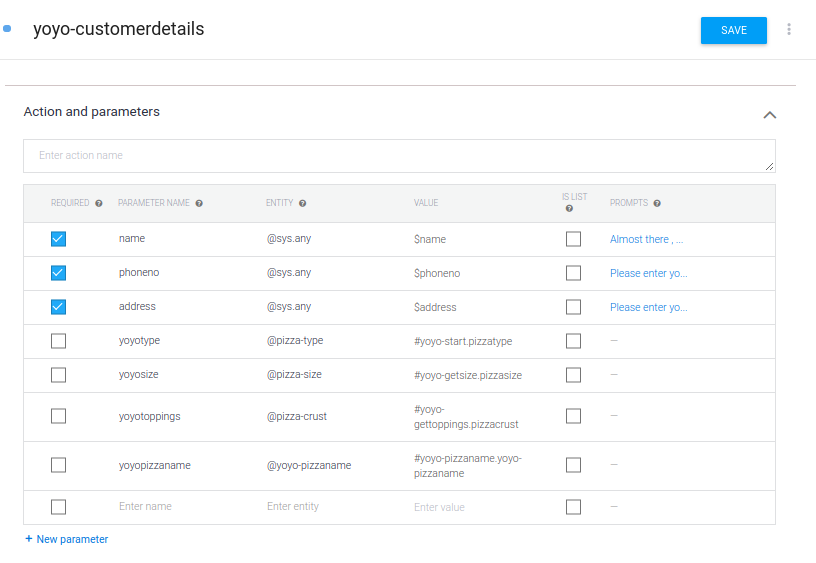 yoyo-customerdetails
SAVE
Action and parameters
Enter action name
REQUIRED PARAMETER NAME ENTITY VALUE IS LIST PROMPTS
name @sys.any $name Almost there , ...
phoneno @sys.any $phoneno Please enter yo...
address @sys.any $address Please enter yo...
yoyotype @pizza-type #yoyo-start.pizzatype –
yoyosize @pizza-size #yoyo-getsize.pizzasize –
yoyotoppings @pizza-crust #yoyo-
gettoppings.pizzacrust –
yoyopizzaname @yoyo-pizzaname #yoyo-pizzaname.yoyo-
pizzaname –
Enter name Enter entity Enter value –
+ New parameter